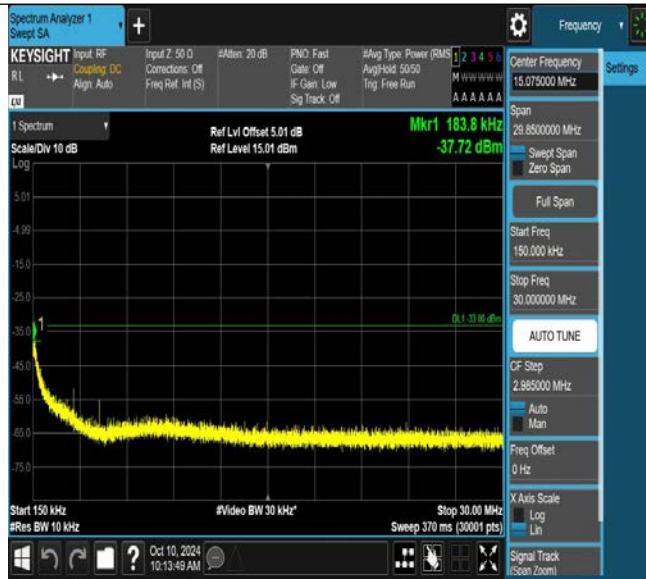 Spectrum Analyzer 1
Swept SA
+
Frequency
KEYSIGHT
RL
LXI
Input: RF
Coupling: DC
Align: Auto
Input Z: 50 Ω
Corrections: Off
Freq Ref: Int (S)
#Atten: 20 dB
PNO: Fast
Gate: Off
IF Gain: Low
Sig Track: Off
#Avg Type: Power (RMS
Avg|Hold: 50/50
Trig: Free Run
1 2 3 4 5 6
M W W W W W
A A A A A A
Center Frequency
15.075000 MHz
Settings
Span
29.8500000 MHz
Swept Span
Zero Span
Full Span
Start Freq
150.000 kHz
Stop Freq
30.000000 MHz
AUTO TUNE
CF Step
2.985000 MHz
Auto
Man
Freq Offset
0 Hz
X Axis Scale
Log
Lin
Signal Track
(Span Zoom)
1 Spectrum
Scale/Div 10 dB
Log
Ref Lvl Offset 5.01 dB
Ref Level 15.01 dBm
Mkr1 183.8 kHz
-37.72 dBm
5.01
-4.99
-15.0
-25.0
-35.0
-45.0
-55.0
-65.0
-75.0
1
DL1 -33.00 dBm
Start 150 kHz
#Res BW 10 kHz
#Video BW 30 kHz*
Stop 30.00 MHz
Sweep 370 ms (30001 pts)
?
Oct 10, 2024
10:13:49 AM